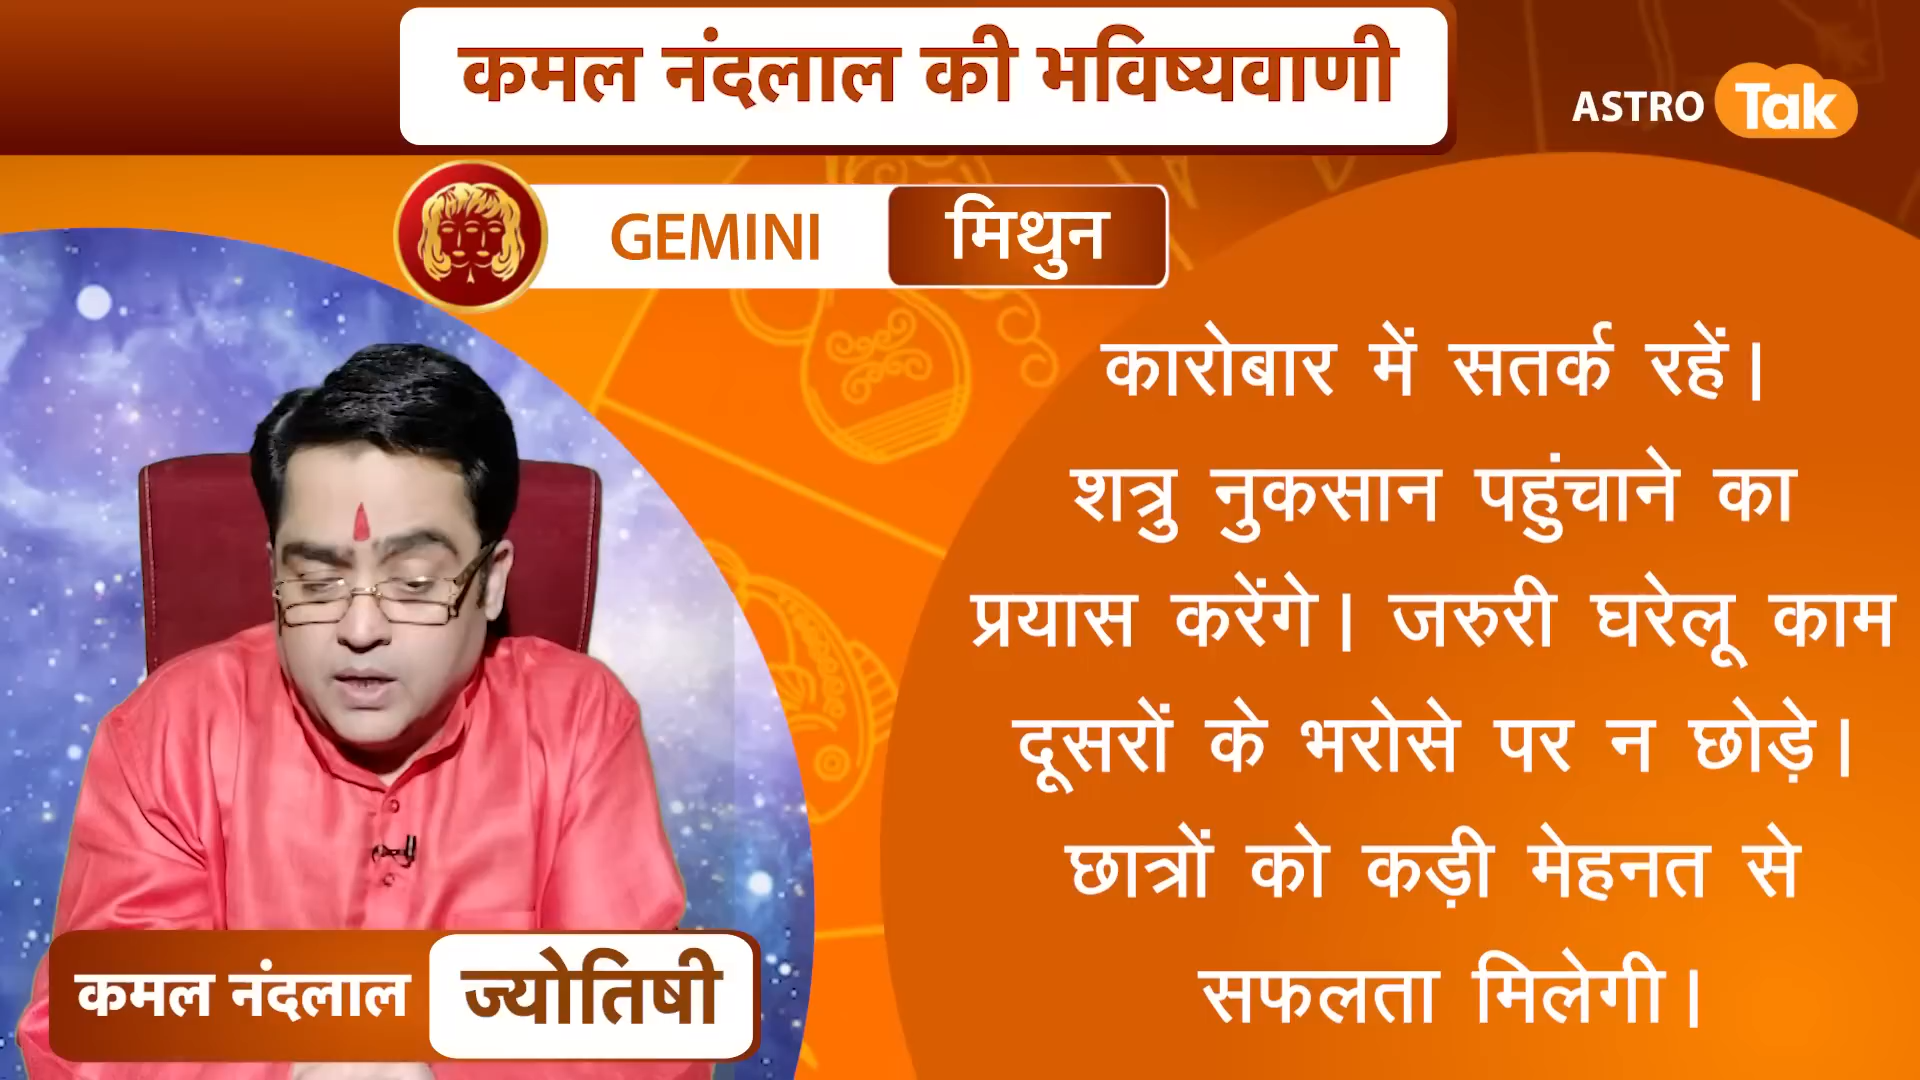 कमल नंदलाल की भविष्यवाणी
ASTRO Tak
GEMINI मिथुन
कारोबार में सतर्क रहें।
शत्रु नुकसान पहुंचाने का
प्रयास करेंगे। जरुरी घरेलू काम
दूसरों के भरोसे पर न छोड़े।
छात्रों को कड़ी मेहनत से
सफलता मिलेगी।
कमल नंदलाल ज्योतिषी